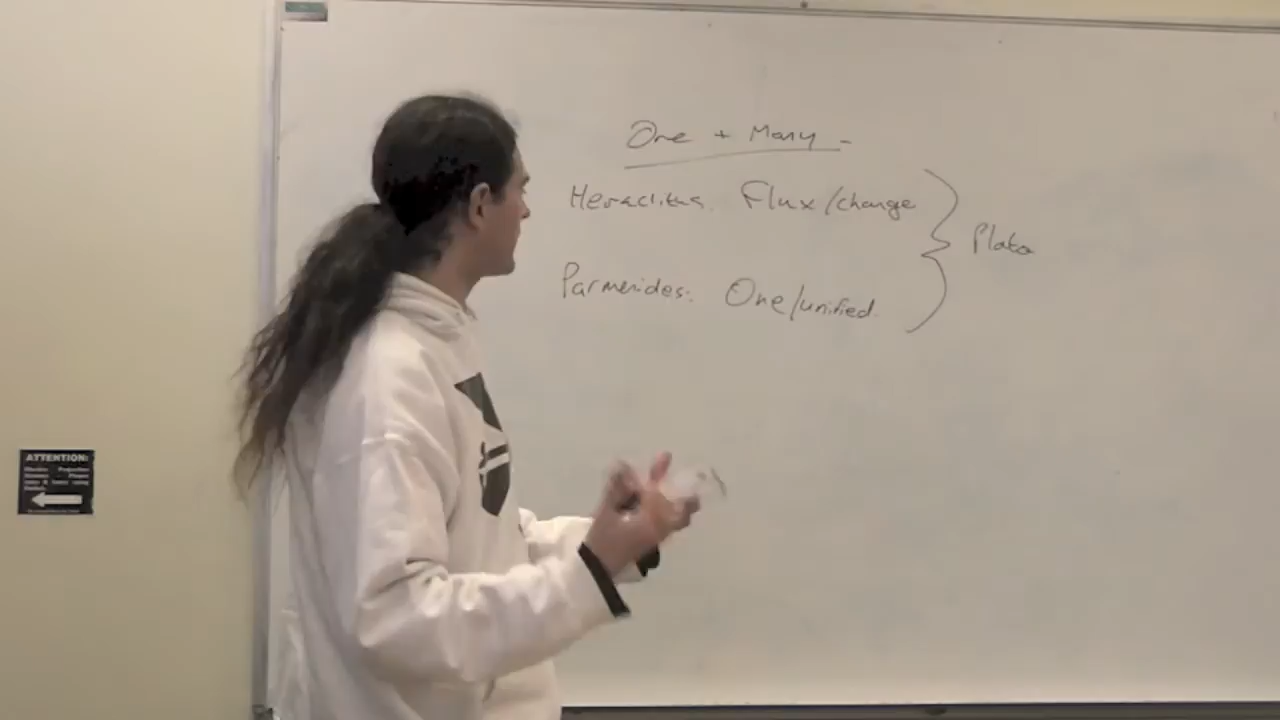 One + Many -
Heraclitus. Flux/change
Plato
Parmenides: One/unified.
ATTENTION: